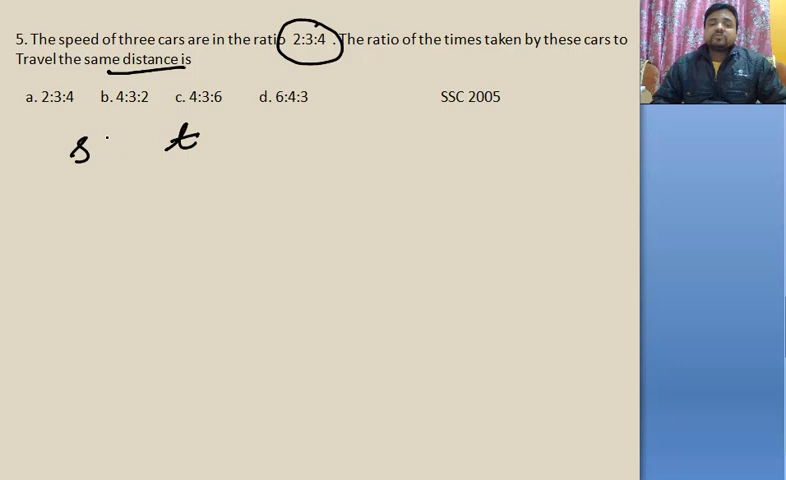 5. The speed of three cars are in the ratio 2:3:4 .The ratio of the times taken by these cars to
Travel the same distance is
a. 2:3:4 b. 4:3:2 c. 4:3:6 d. 6:4:3 SSC 2005
s t